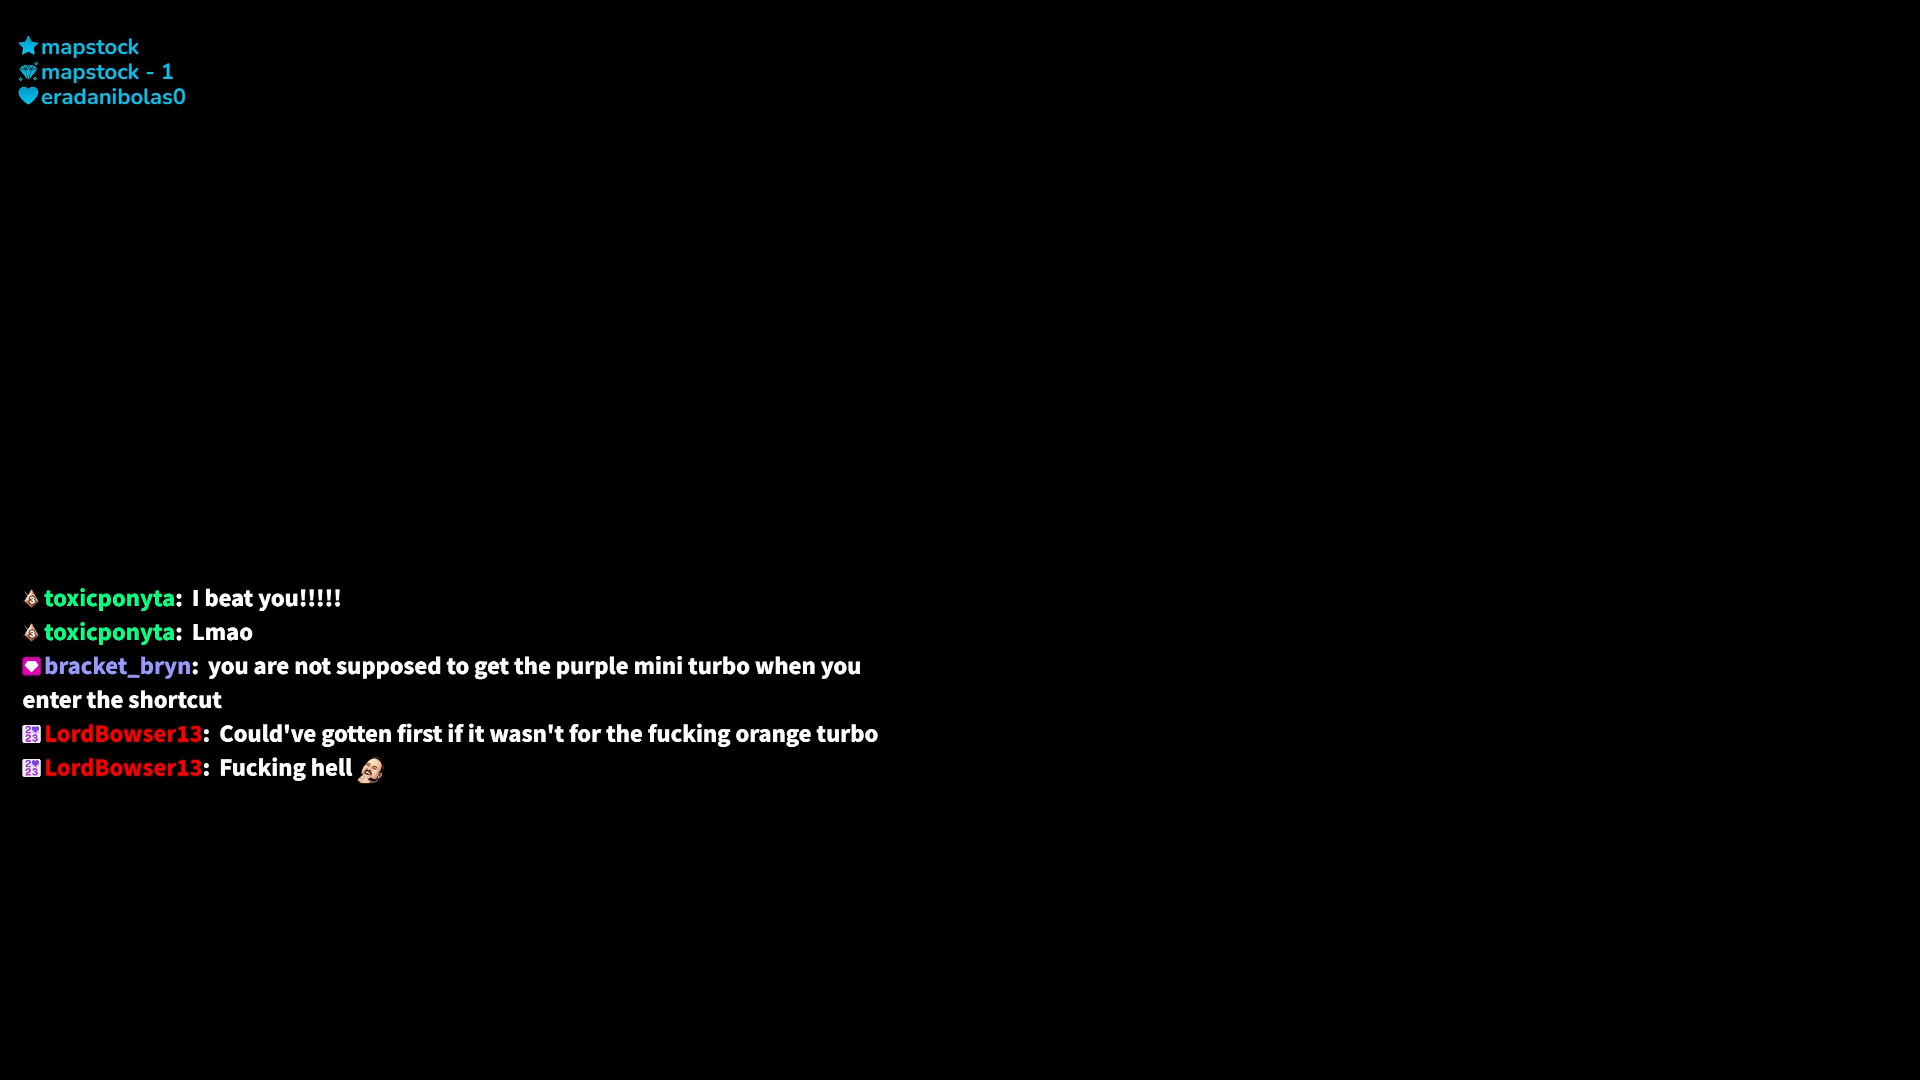 mapstock
mapstock - 1
eradanibolas0
toxicponyta: I beat you!!!!!
toxicponyta: Lmao
bracket_bryn: you are not supposed to get the purple mini turbo when you
enter the shortcut
LordBowser13: Could've gotten first if it wasn't for the fucking orange turbo
LordBowser13: Fucking hell